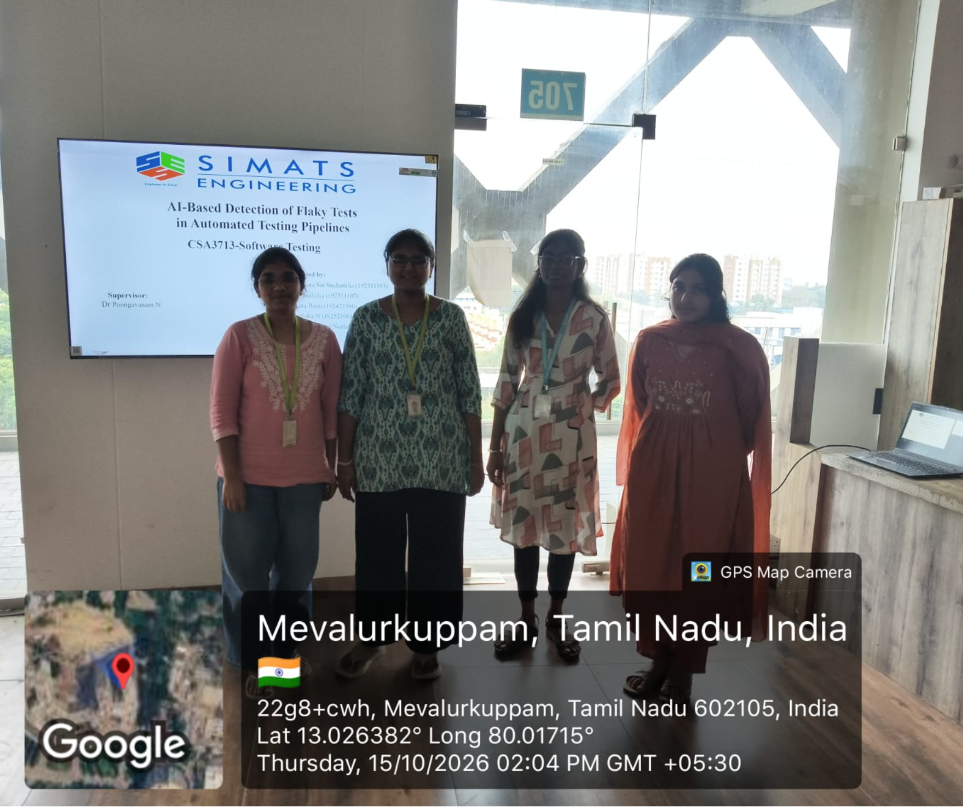 705
SIMATS
ENGINEERING
AI-Based Detection of Flaky Tests
in Automated Testing Pipelines
CSA3713-Software Testing
Supervisor:
Dr Poongavanam N
GPS Map Camera
Mevalurkuppam, Tamil Nadu, India
22g8+cwh, Mevalurkuppam, Tamil Nadu 602105, India
Lat 13.026382° Long 80.01715°
Thursday, 15/10/2026 02:04 PM GMT +05:30
Google